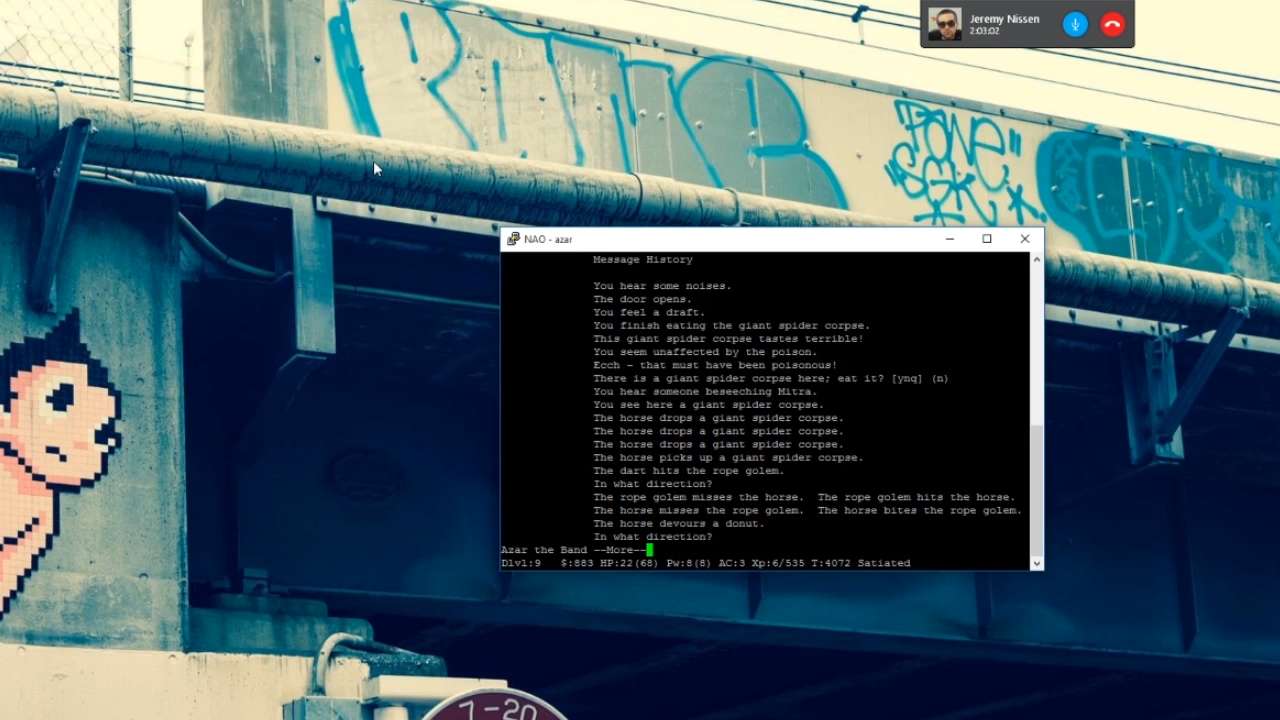 Jeremy Nissen
2:03:02
PANE
SGK
NAO - azar
Message History
You hear some noises.
The door opens.
You feel a draft.
You finish eating the giant spider corpse.
This giant spider corpse tastes terrible!
You seem unaffected by the poison.
Ecch - that must have been poisonous!
There is a giant spider corpse here; eat it? [ynq] (n)
You hear someone beseeching Mitra.
You see here a giant spider corpse.
The horse drops a giant spider corpse.
The horse drops a giant spider corpse.
The horse drops a giant spider corpse.
The horse picks up a giant spider corpse.
The dart hits the rope golem.
In what direction?
The rope golem misses the horse.  The rope golem hits the horse.
The horse misses the rope golem.  The horse bites the rope golem.
The horse devours a donut.
In what direction?
Azar the Band --More--
Dlvl:9 $:883 HP:22(68) Pw:8(8) AC:3 Xp:6/535 T:4072 Satiated
7-20